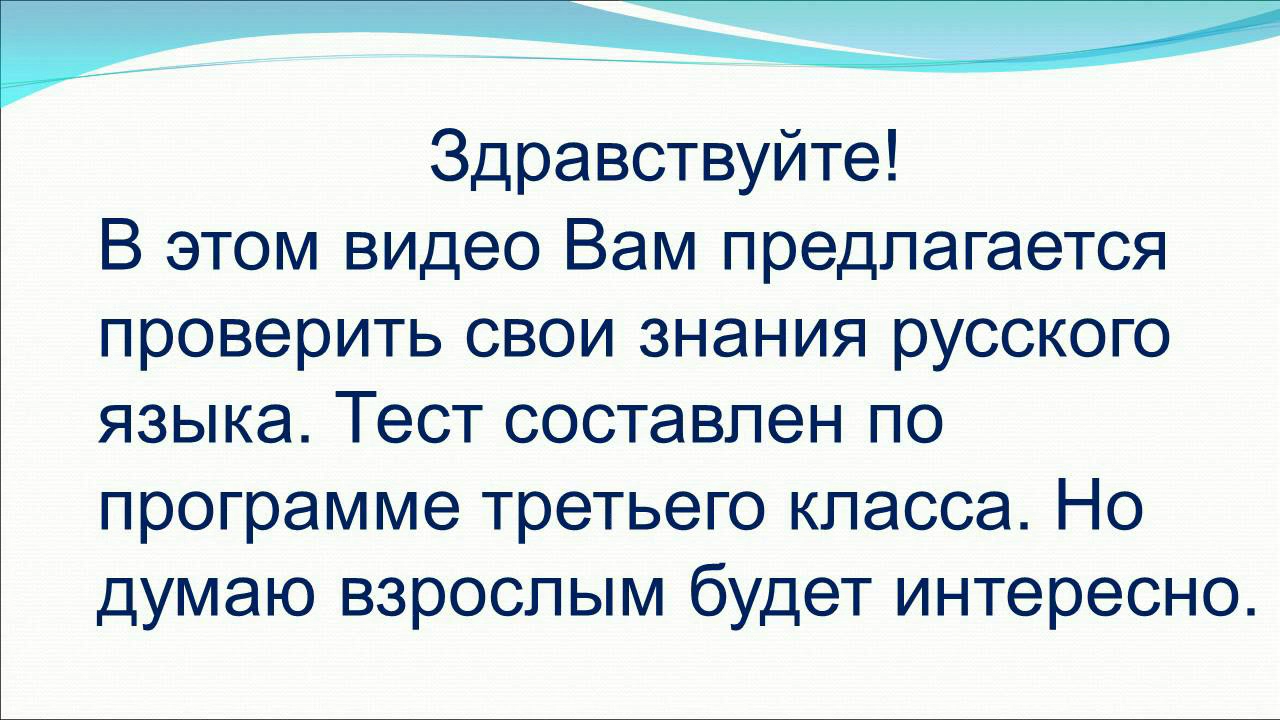 Здравствуйте!
В этом видео Вам предлагается
проверить свои знания русского
языка. Тест составлен по
программе третьего класса. Но
думаю взрослым будет интересно.